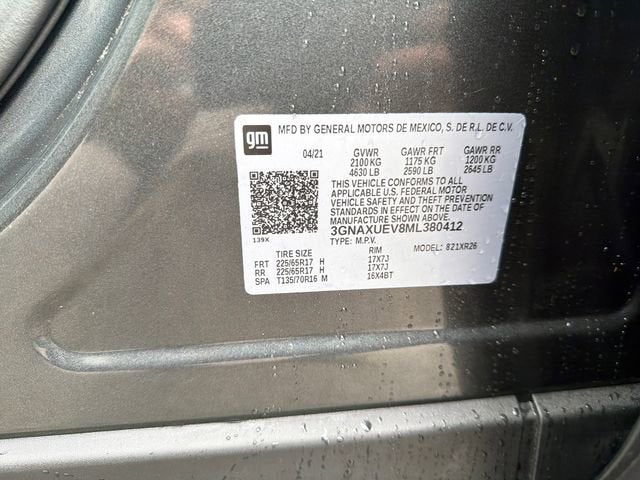 gm
MFD BY GENERAL MOTORS DE MEXICO, S. DE R.L. DE C.V.
04/21 GVWR GAWR FRT GAWR RR
2100 KG 1175 KG 1200 KG
4630 LB 2590 LB 2645 LB
THIS VEHICLE CONFORMS TO ALL
APPLICABLE U.S. FEDERAL MOTOR
VEHICLE SAFETY AND THEFT PREVENTION
STANDARDS IN EFFECT ON THE DATE OF
MANUFACTURE SHOWN ABOVE.
3GNAXUEV8ML380412
TYPE: M.P.V. MODEL: 821XR26
139X
TIRE SIZE RIM
FRT 225/65R17 H 17X7J
RR 225/65R17 H 17X7J
SPA T135/70R16 M 16X4BT